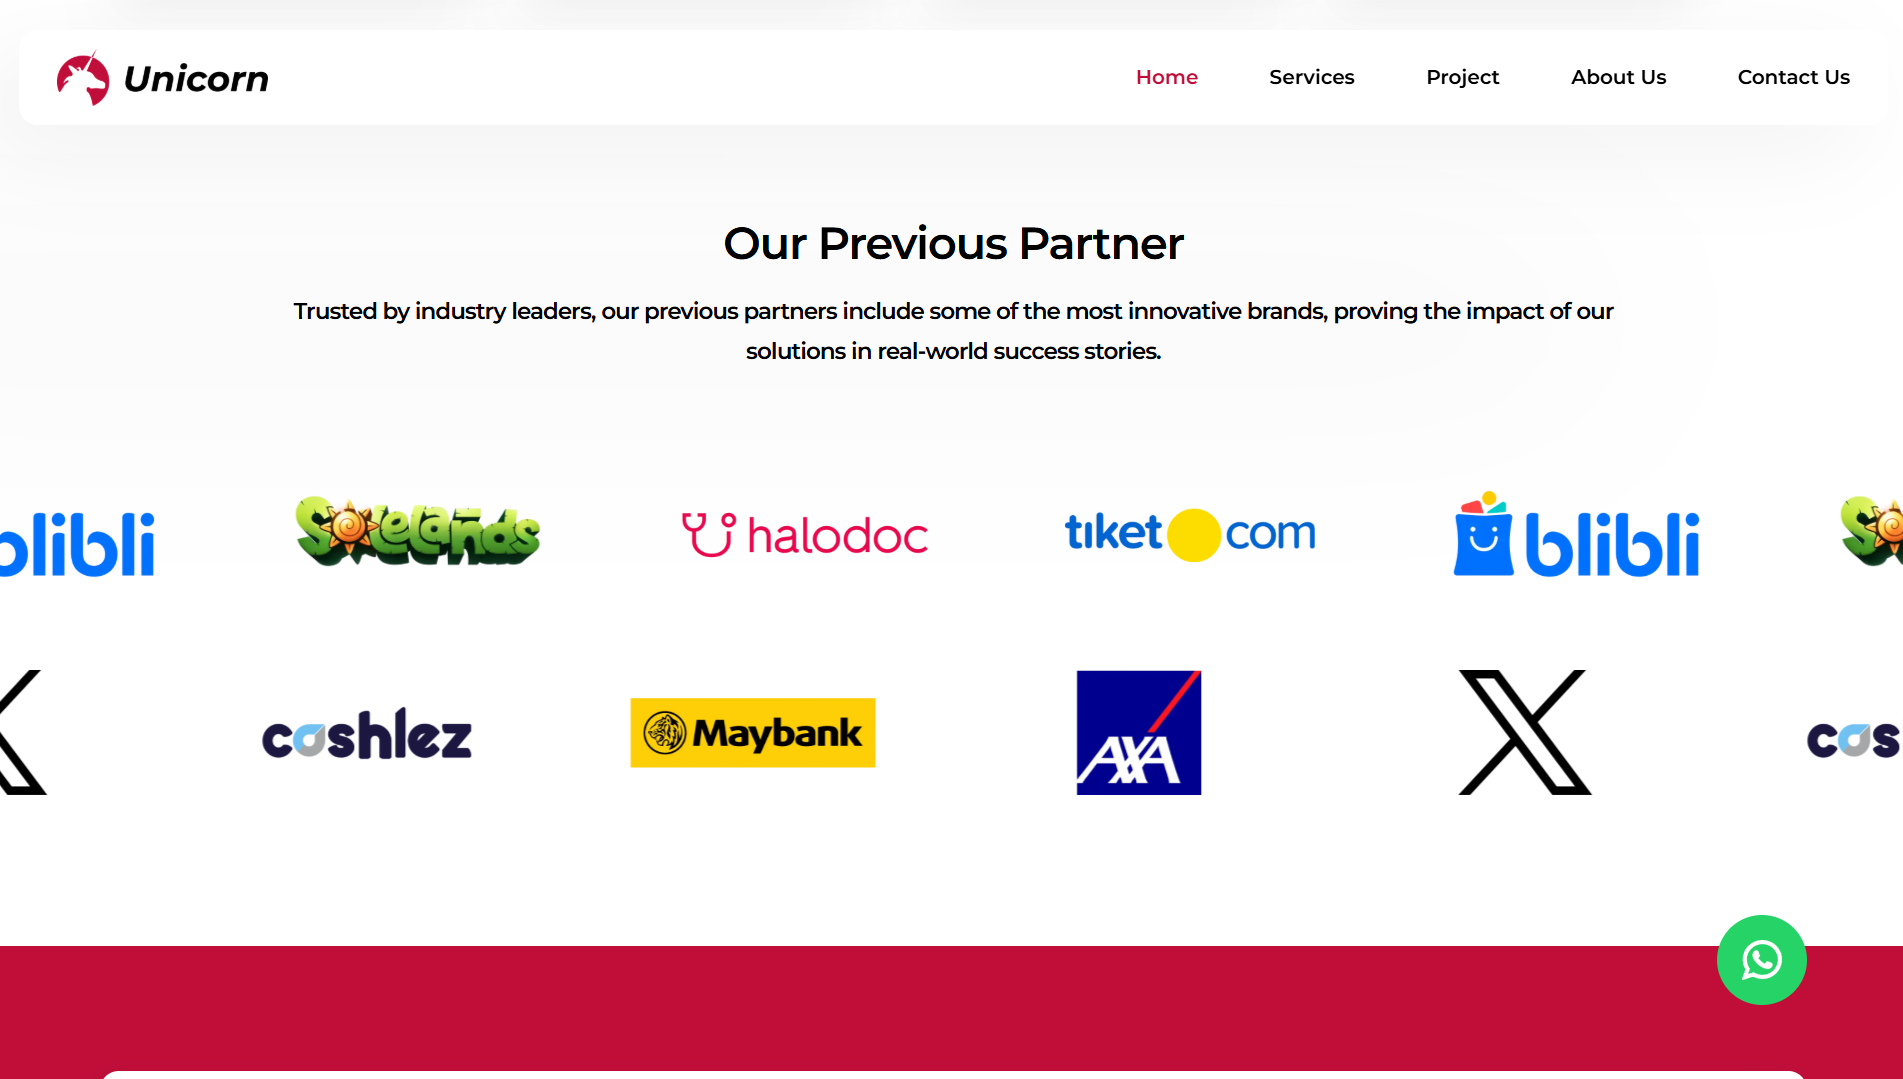 Unicorn
Home Services Project About Us Contact Us
Our Previous Partner
Trusted by industry leaders, our previous partners include some of the most innovative brands, proving the impact of our
solutions in real-world success stories.
blibli Solelands halodoc tiket com blibli
X cashlez Maybank AXA X cas